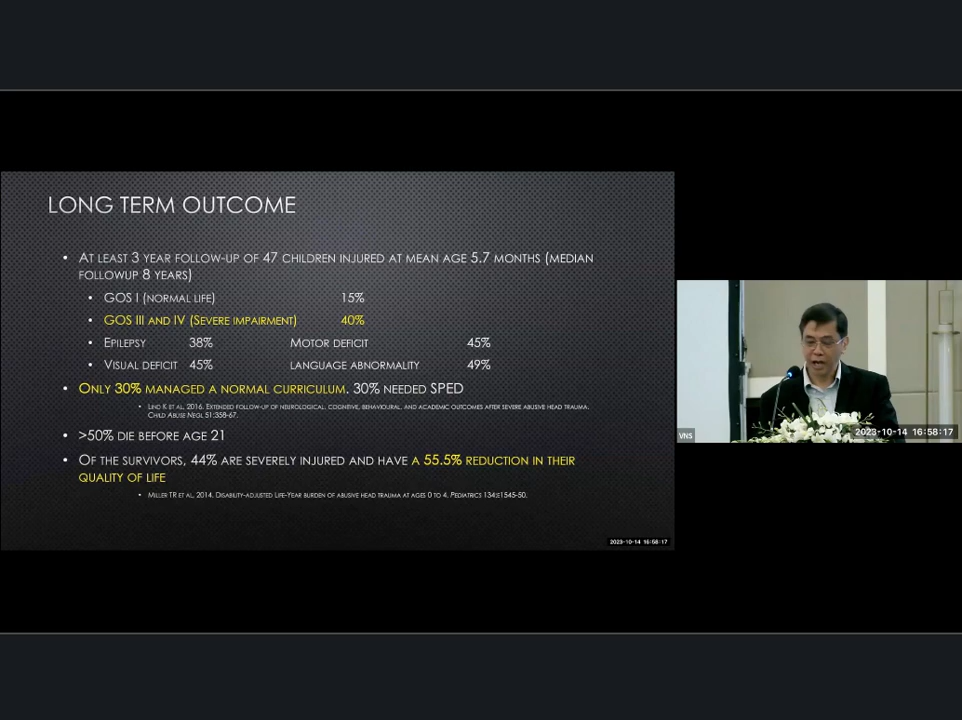 LONG TERM OUTCOME
• AT LEAST 3 YEAR FOLLOW-UP OF 47 CHILDREN INJURED AT MEAN AGE 5.7 MONTHS (MEDIAN
FOLLOWUP 8 YEARS)
• GOS I (NORMAL LIFE) 15%
• GOS III AND IV (SEVERE IMPAIRMENT) 40%
• EPILEPSY 38% MOTOR DEFICIT 45%
• VISUAL DEFICIT 45% LANGUAGE ABNORMALITY 49%
• ONLY 30% MANAGED A NORMAL CURRICULUM. 30% NEEDED SPED
• LIND K ET AL. 2016. EXTENDED FOLLOW-UP OF NEUROLOGICAL, COGNITIVE, BEHAVIOURAL, AND ACADEMIC OUTCOMES AFTER SEVERE ABUSIVE HEAD TRAUMA.
CHILD ABUSE NEGL 51:358-67.
• >50% DIE BEFORE AGE 21
• OF THE SURVIVORS, 44% ARE SEVERELY INJURED AND HAVE A 55.5% REDUCTION IN THEIR
QUALITY OF LIFE
• MILLER TR ET AL. 2014. DISABILITY-ADJUSTED LIFE-YEAR BURDEN OF ABUSIVE HEAD TRAUMA AT AGES 0 TO 4. PEDIATRICS 134:E1545-50.
2023-10-14 16:58:17
VNS
2023-10-14 16:58:17